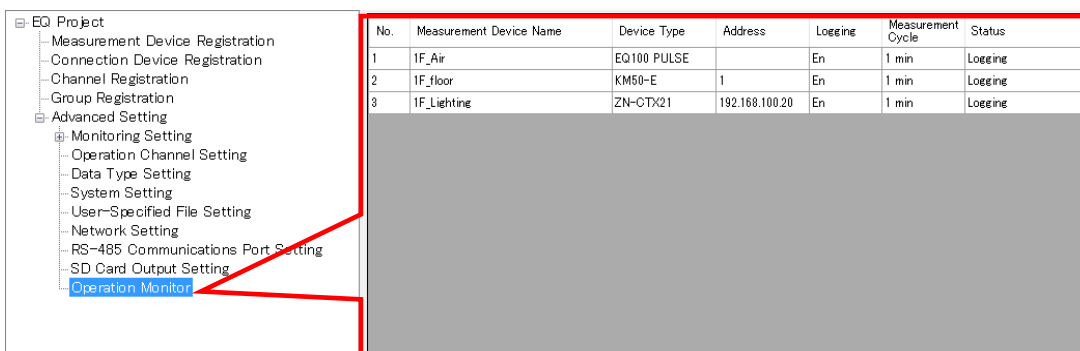 EQ Project
Measurement Device Registration
Connection Device Registration
Channel Registration
Group Registration
Advanced Setting
Monitoring Setting
Operation Channel Setting
Data Type Setting
System Setting
User-Specified File Setting
Network Setting
RS-485 Communications Port Setting
SD Card Output Setting
Operation Monitor
No. Measurement Device Name Device Type Address Logging Measurement Cycle Status
1 1F_Air EQ100 PULSE En 1 min Logging
2 1F_floor KM50-E 1 En 1 min Logging
3 1F_Lighting ZN-CTX21 192.168.100.20 En 1 min Logging